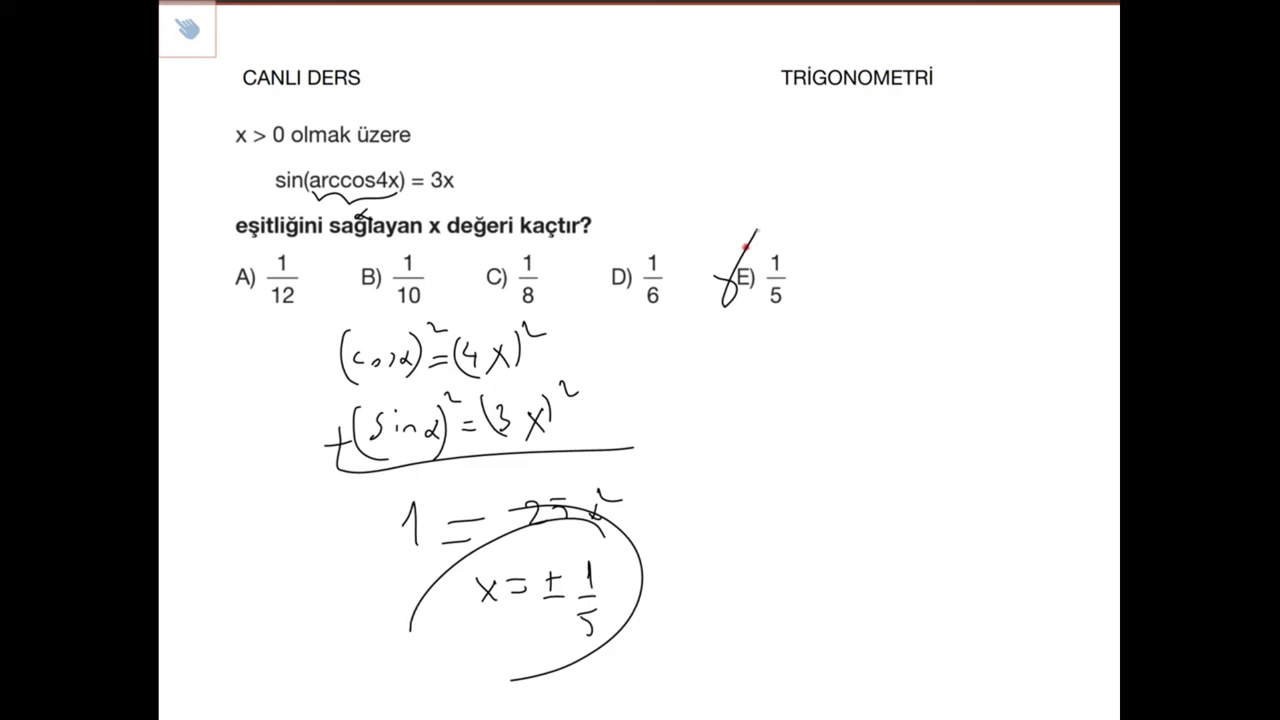 CANLI DERS TRİGONOMETRİ
x > 0 olmak üzere
sin(arccos4x) = 3x
α
eşitliğini sağlayan x değeri kaçtır?
A) 1/12 B) 1/10 C) 1/8 D) 1/6 E) 1/5
(cosα)² = (4x)²
+(sinα)² = (3x)²
1 = 25x²
x = ± 1/5